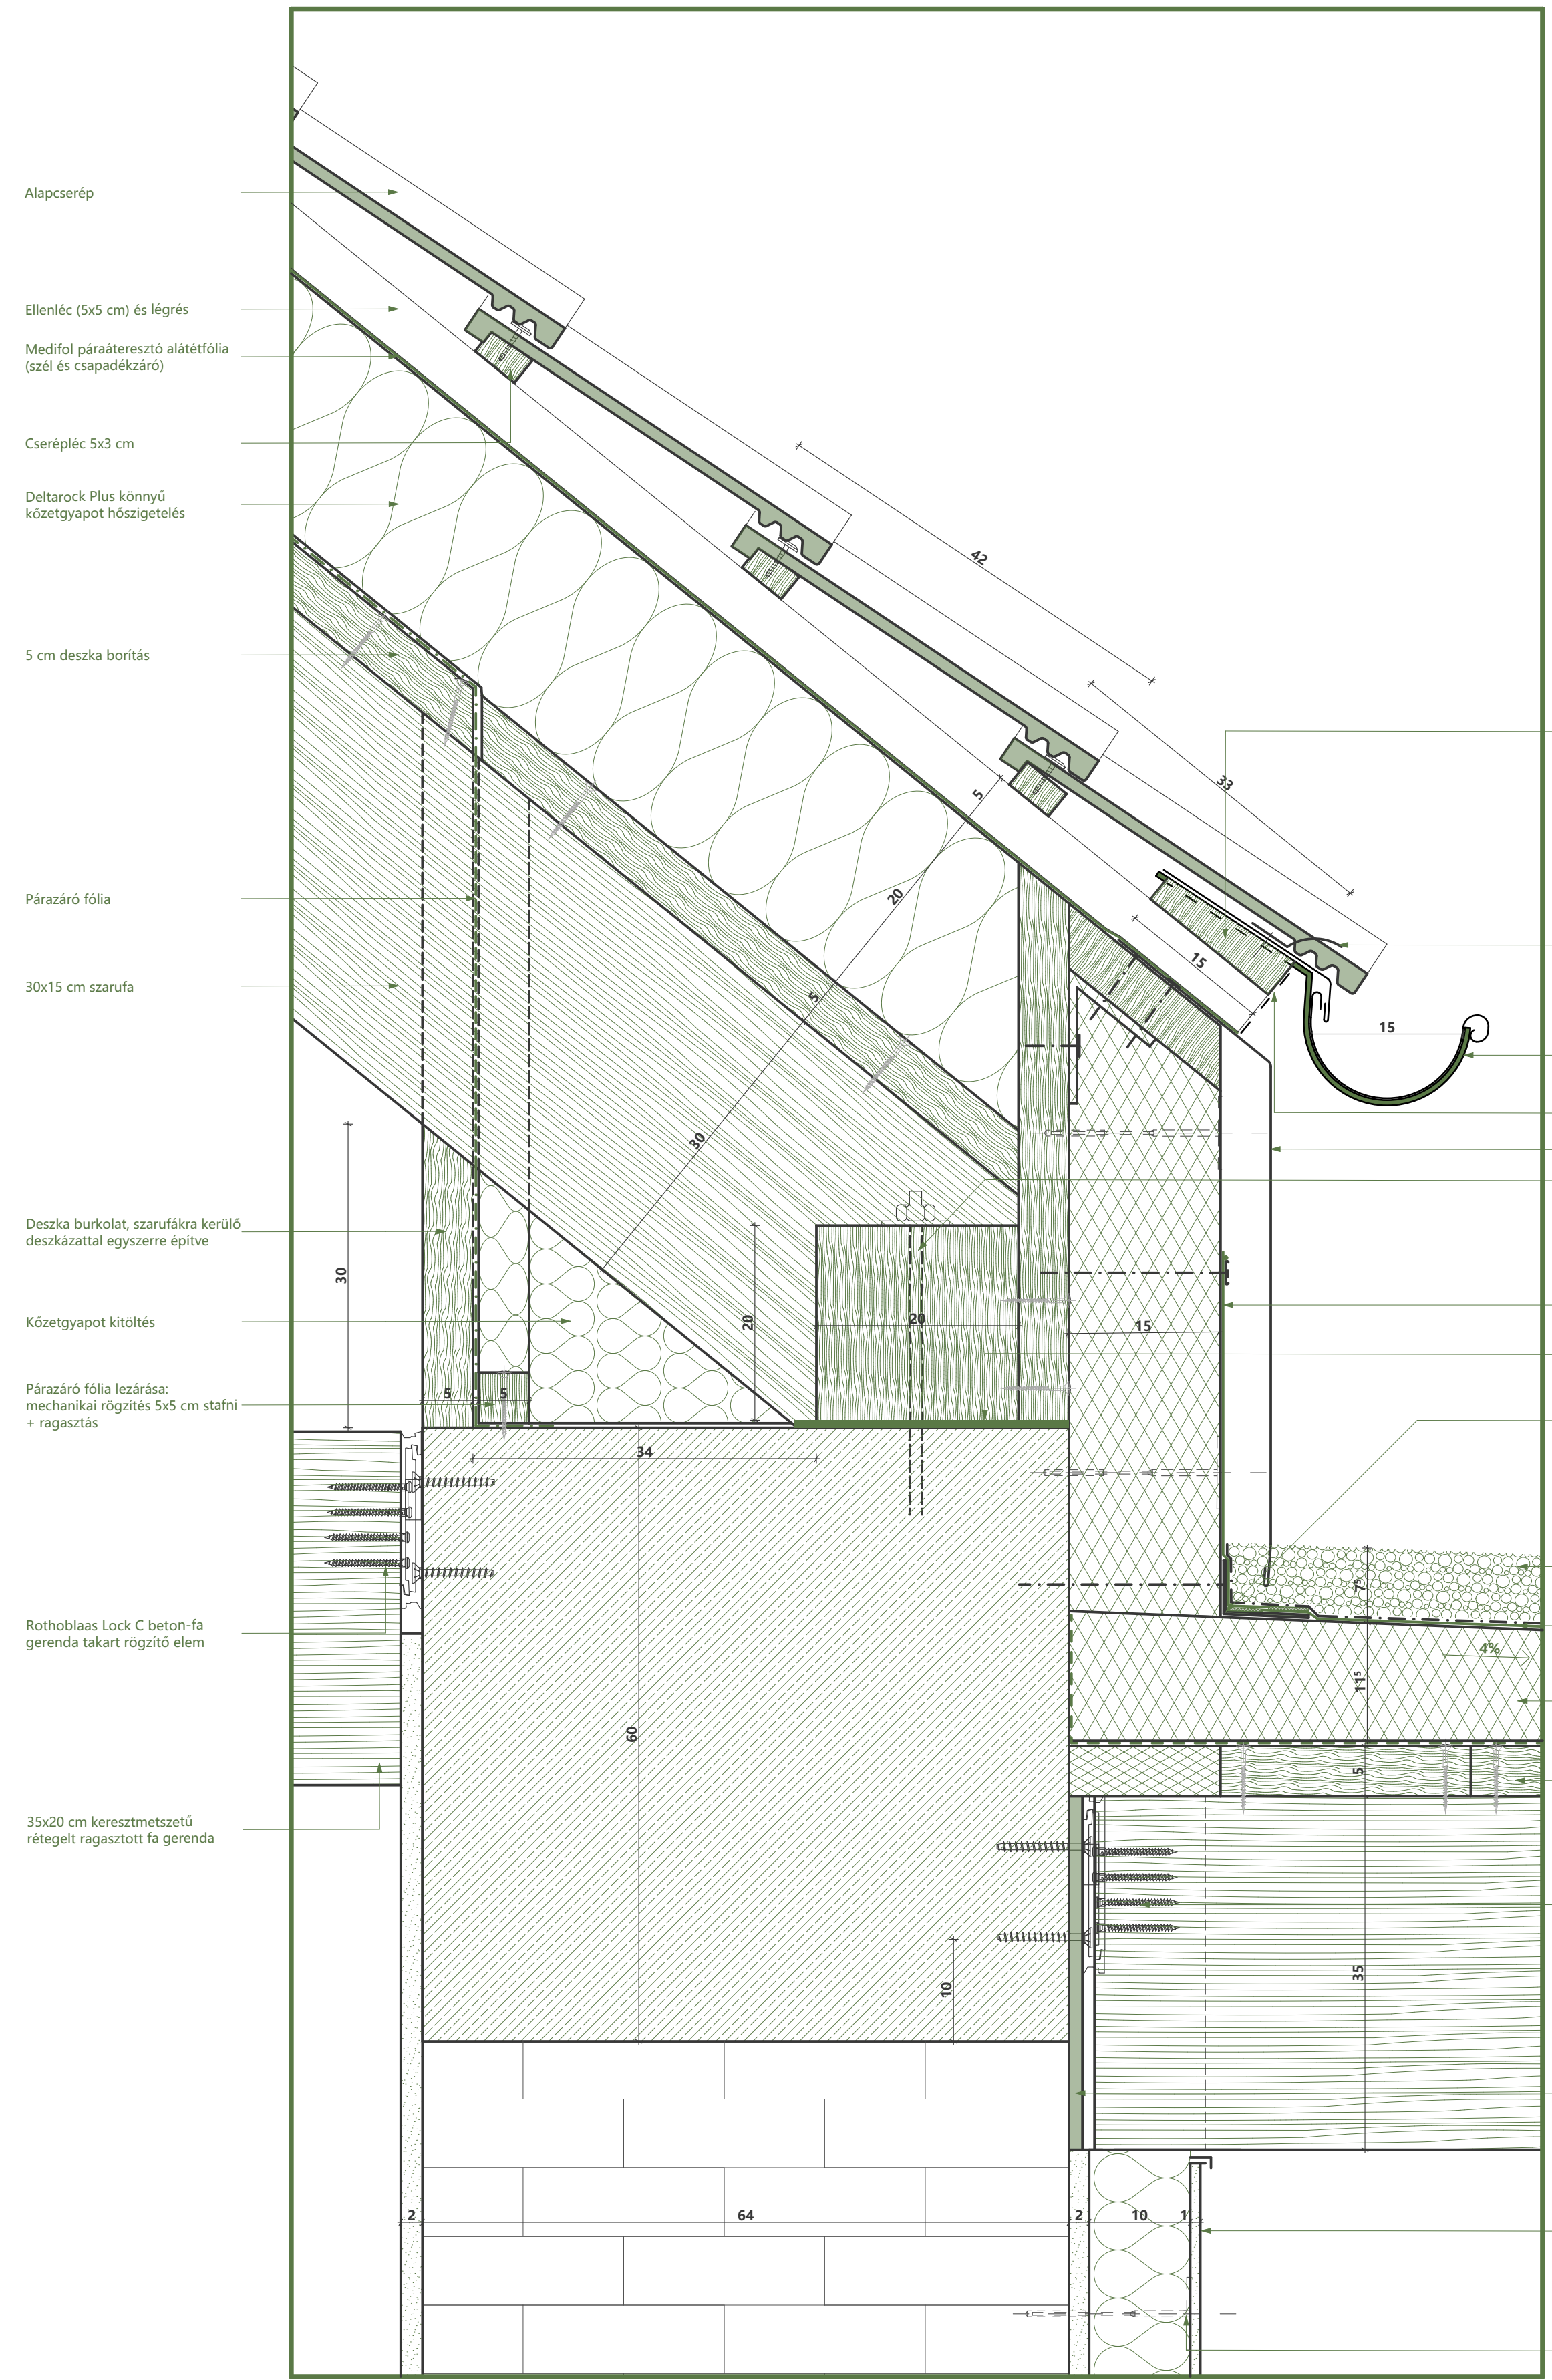 Alapcserép
Ellenléc (5x5 cm) és légrés
Medifol páraáteresztó alátétfólia
(szél és csapadékzáró)
Cserépléc 5x3 cm
Deltarock Plus könnyű
kőzetgyapot hőszigetelés
42
5 cm deszka borítás
33
5
20
Párazáró fólia
15
30x15 cm szarufa
5
15
30
Deszka burkolat, szarufákra kerülő
deszkázattal egyszerre építve
30
Kőzetgyapot kitöltés
20
20
15
Párazáró fólia lezárása:
mechanikai rögzítés 5x5 cm stafni
+ ragasztás
5
5
34
7⁵
Rothoblaas Lock C beton-fa
gerenda takart rögzítő elem
4%
11⁵
60
5
35x20 cm keresztmetszetű
rétegelt ragasztott fa gerenda
35
10
2
64
2
10
1